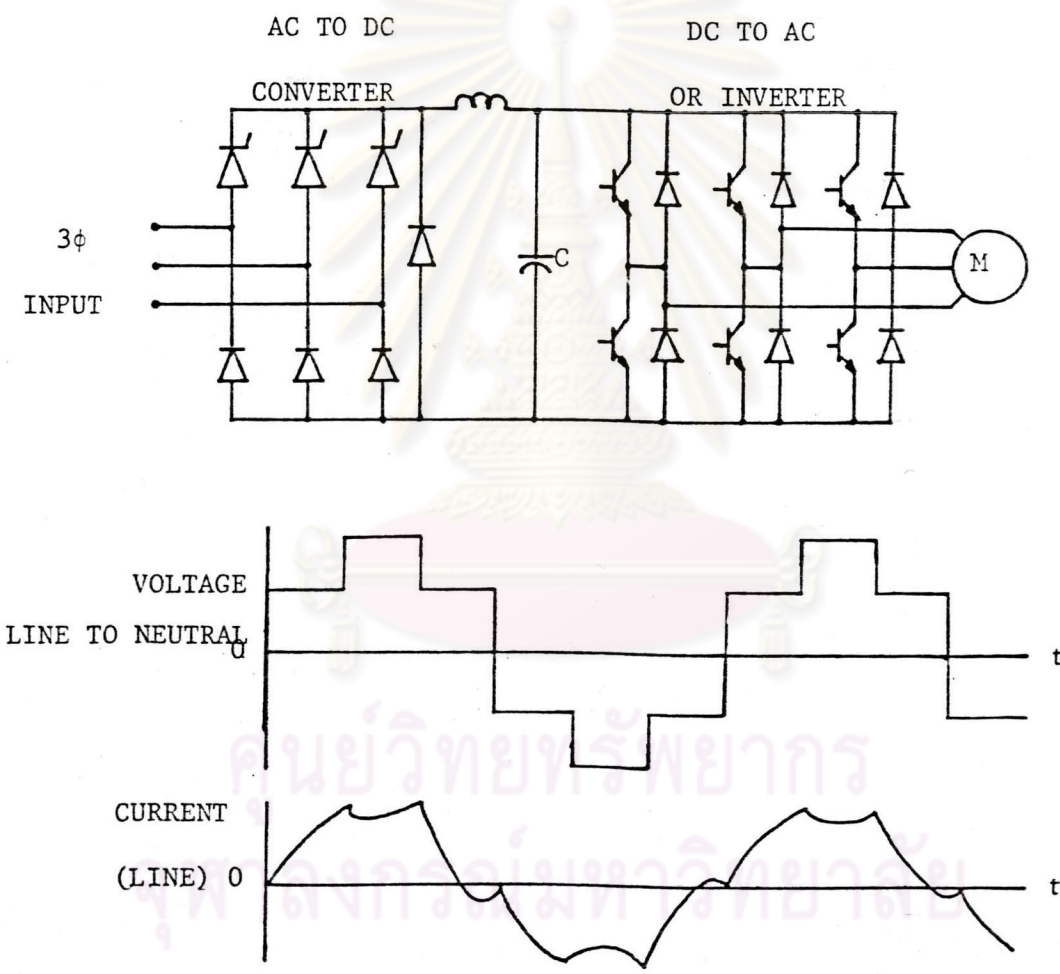 AC TO DC
DC TO AC
CONVERTER
OR INVERTER
3φ
INPUT
C
M
VOLTAGE
LINE TO NEUTRAL
0
t
CURRENT
(LINE) 0
t
ศูนย์วิทยทรัพยากร
จุฬาลงกรณ์มหาวิทยาลัย